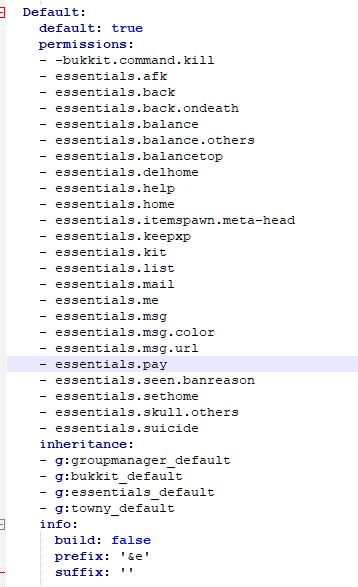 Default:
default: true
permissions:
- -bukkit.command.kill
- essentials.afk
- essentials.back
- essentials.back.ondeath
- essentials.balance
- essentials.balance.others
- essentials.balancetop
- essentials.delhome
- essentials.help
- essentials.home
- essentials.itemspawn.meta-head
- essentials.keepxp
- essentials.kit
- essentials.list
- essentials.mail
- essentials.me
- essentials.msg
- essentials.msg.color
- essentials.msg.url
- essentials.pay
- essentials.seen.banreason
- essentials.sethome
- essentials.skull.others
- essentials.suicide
inheritance:
- g:groupmanager_default
- g:bukkit_default
- g:essentials_default
- g:towny_default
info:
build: false
prefix: '&e'
suffix: ''